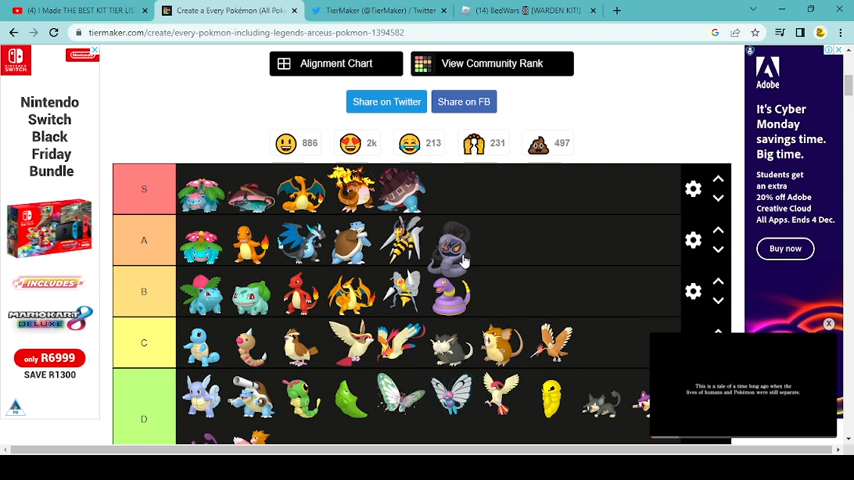 (4) I Made THE BEST KIT TIER LIS
Create a Every Pokémon (All Pok
TierMaker (@TierMaker) / Twitter
(14) BedWars [WARDEN KIT!]
tiermaker.com/create/every-pokmon-including-legends-arceus-pokmon-1394582
Alignment Chart
View Community Rank
Share on Twitter
Share on FB
886
2k
213
231
497
S
A
B
C
D
Nintendo
Nintendo
Switch
Black
Friday
Bundle
INCLUDES
MARIOKART
DELUXE 8
only R6999
SAVE R1300
Adobe
Cyber
It's Cyber
Monday
savings time.
Big time.
Students get
an extra
20% off Adobe
Creative Cloud
All Apps. Ends 4 Dec.
Buy now
This is a tale of a time long ago when the
lives of humans and Pokémon were still separate.